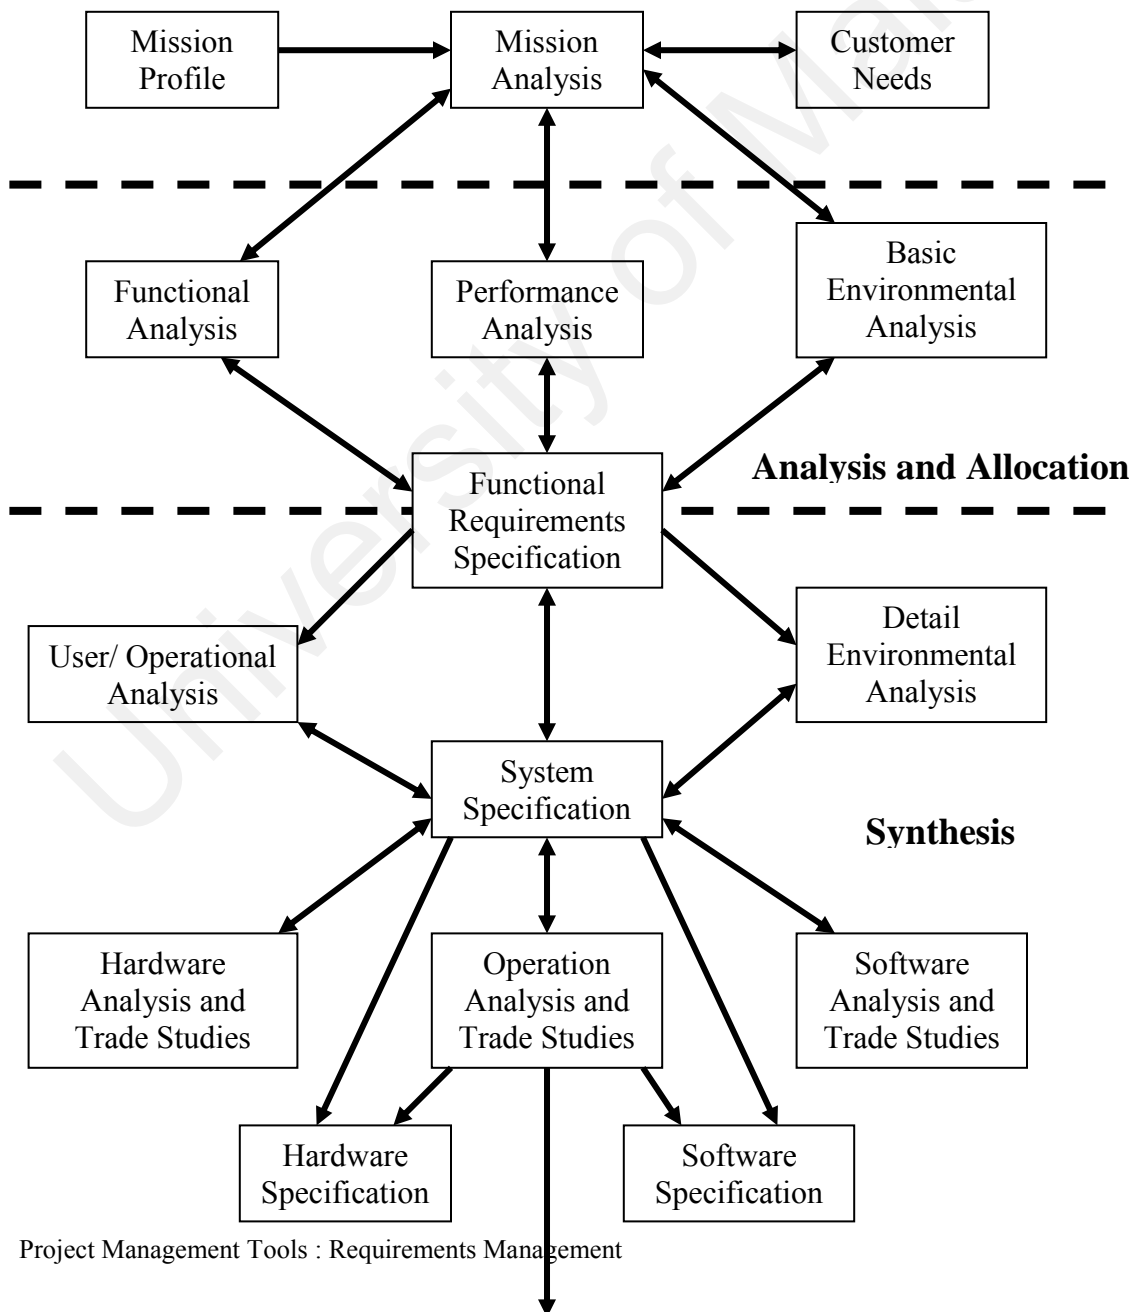 Mission
Profile
Mission
Analysis
Customer
Needs
Functional
Analysis
Performance
Analysis
Basic
Environmental
Analysis
Analysis and Allocation
Functional
Requirements
Specification
User/ Operational
Analysis
Detail
Environmental
Analysis
System
Specification
Synthesis
Hardware
Analysis and
Trade Studies
Operation
Analysis and
Trade Studies
Software
Analysis and
Trade Studies
Hardware
Specification
Software
Specification
Project Management Tools : Requirements Management
University of